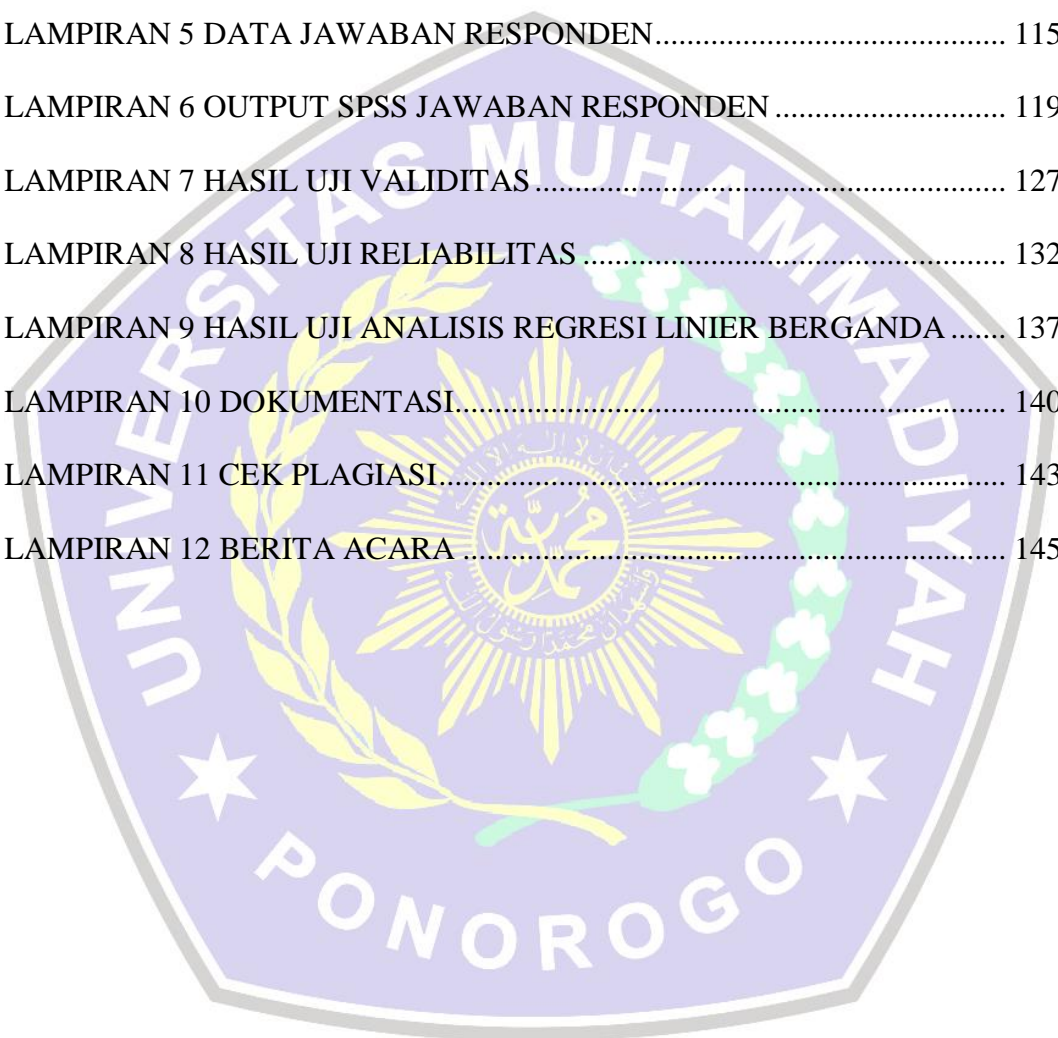 LAMPIRAN 5 DATA JAWABAN RESPONDEN............................................ 115
LAMPIRAN 6 OUTPUT SPSS JAWABAN RESPONDEN ............................. 119
LAMPIRAN 7 HASIL UJI VALIDITAS............................................................ 127
LAMPIRAN 8 HASIL UJI RELIABILITAS ..................................................... 132
LAMPIRAN 9 HASIL UJI ANALISIS REGRESI LINIER BERGANDA ....... 137
LAMPIRAN 10 DOKUMENTASI..................................................................... 140
LAMPIRAN 11 CEK PLAGIASI....................................................................... 143
LAMPIRAN 12 BERITA ACARA ..................................................................... 145
UNIVERSITAS MUHAMMADIYAH
PONOROGO